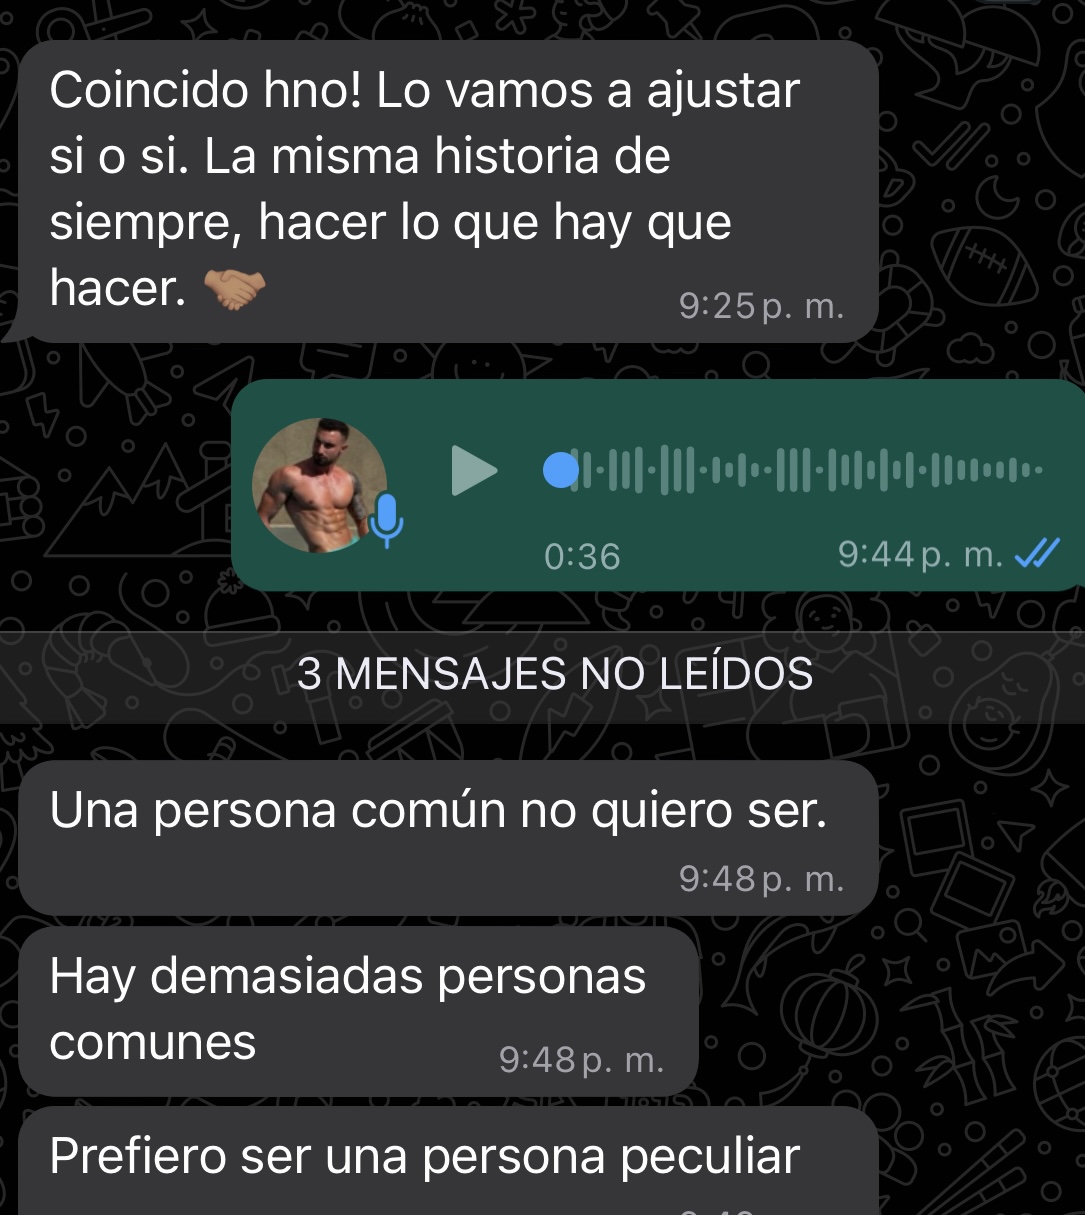 Coincido hno! Lo vamos a ajustar
si o si. La misma historia de
siempre, hacer lo que hay que
hacer. 🤝🏽
9:25 p. m.
0:36
9:44 p. m.
3 MENSAJES NO LEÍDOS
Una persona común no quiero ser.
9:48 p. m.
Hay demasiadas personas
comunes
9:48 p. m.
Prefiero ser una persona peculiar